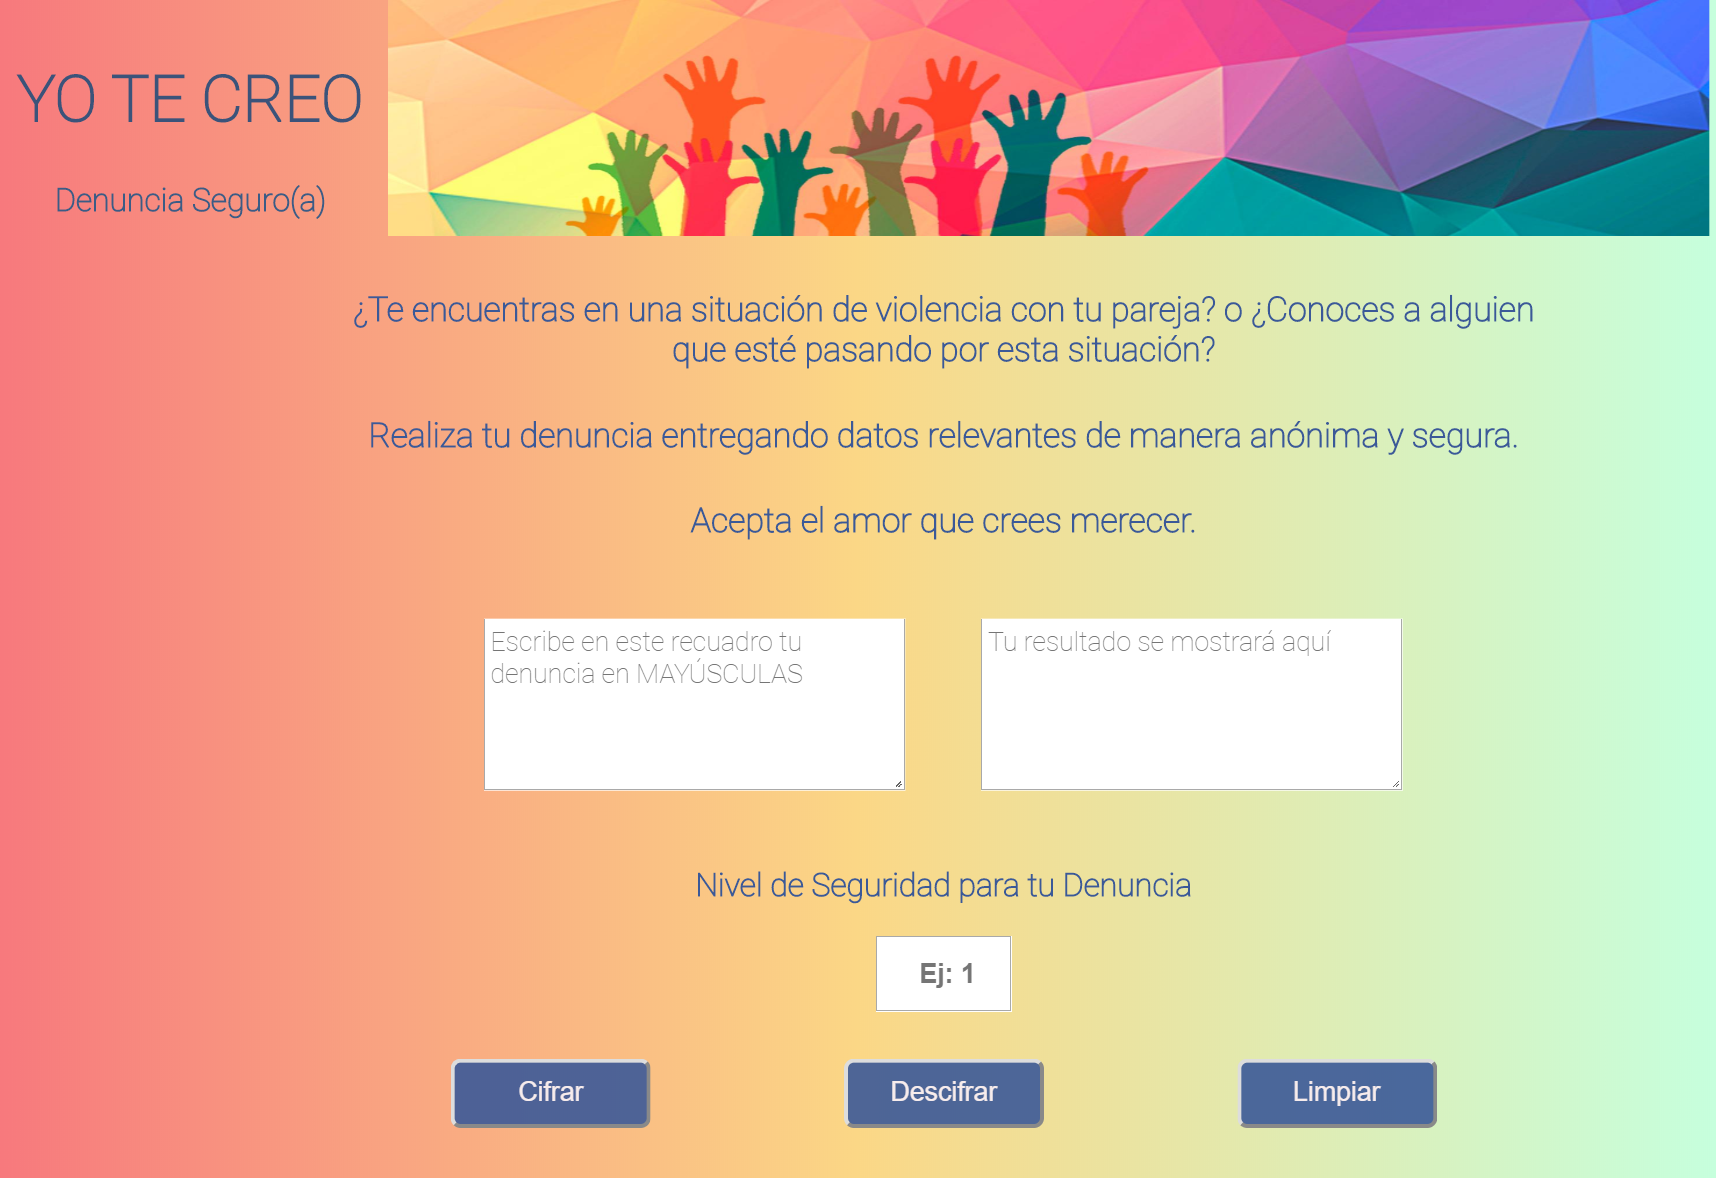 YO TE CREO
Denuncia Seguro(a)
¿Te encuentras en una situación de violencia con tu pareja? o ¿Conoces a alguien
que esté pasando por esta situación?
Realiza tu denuncia entregando datos relevantes de manera anónima y segura.
Acepta el amor que crees merecer.
Escribe en este recuadro tu
denuncia en MAYÚSCULAS
Tu resultado se mostrará aquí
Nivel de Seguridad para tu Denuncia
Ej: 1
Cifrar
Descifrar
Limpiar